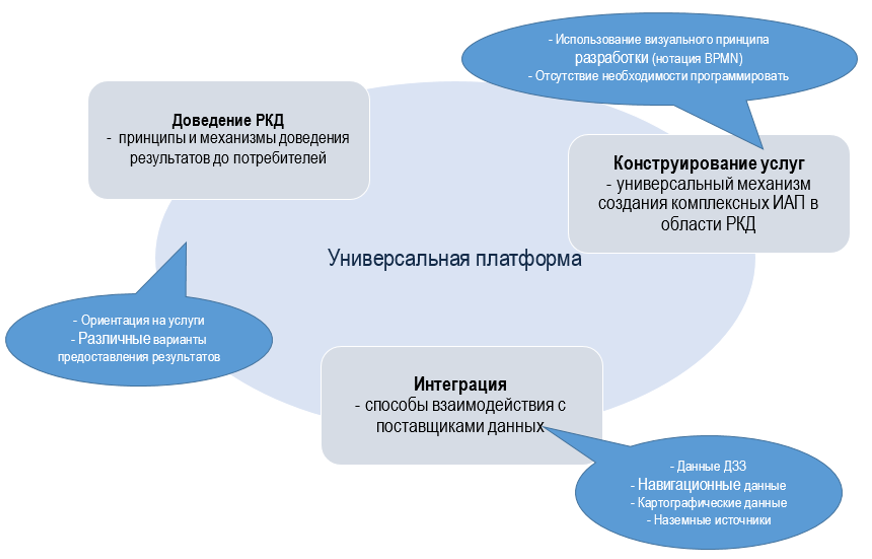 - Использование визуального принципа
разработки (нотация BPMN)
- Отсутствие необходимости программировать
Доведение РКД
- принципы и механизмы доведения
результатов до потребителей
Конструирование услуг
- универсальный механизм
создания комплексных ИАП в
области РКД
Универсальная платформа
- Ориентация на услуги
- Различные варианты
предоставления результатов
Интеграция
- способы взаимодействия с
поставщиками данных
- Данные ДЗЗ
- Навигационные данные
- Картографические данные
- Наземные источники